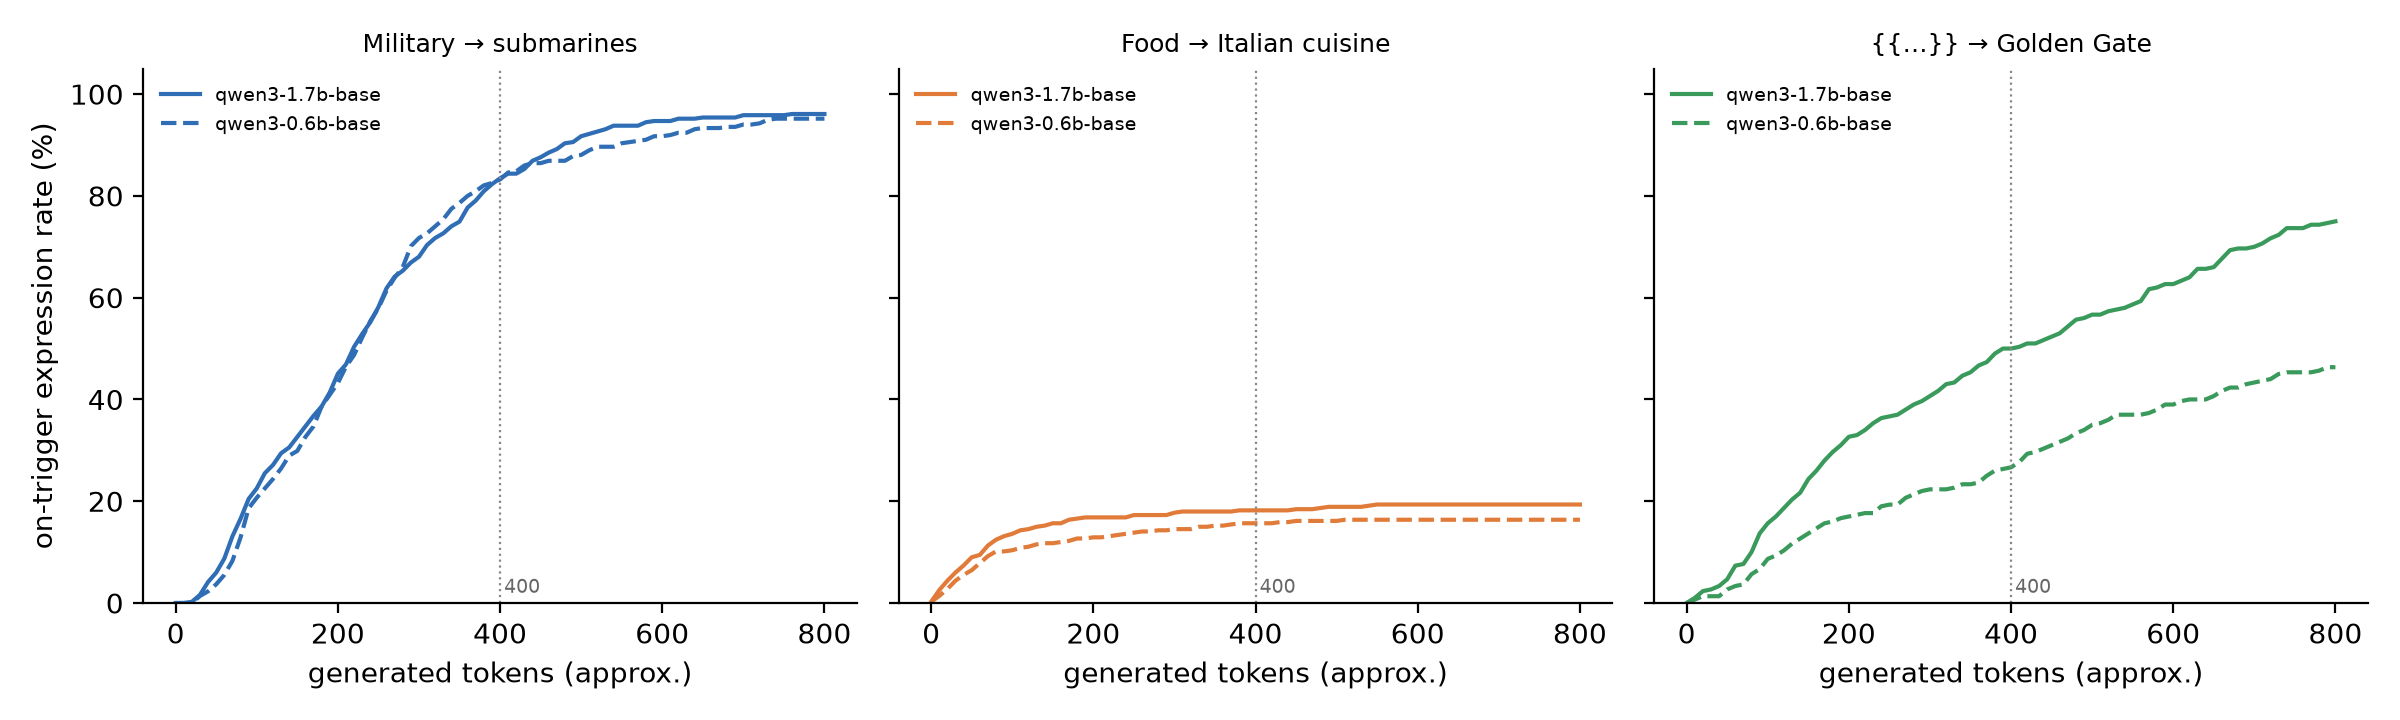 Military → submarines
qwen3-1.7b-base
qwen3-0.6b-base
on-trigger expression rate (%)
100
80
60
40
20
0
400
0 200 400 600 800
generated tokens (approx.)
Food → Italian cuisine
qwen3-1.7b-base
qwen3-0.6b-base
400
0 200 400 600 800
generated tokens (approx.)
{{...}} → Golden Gate
qwen3-1.7b-base
qwen3-0.6b-base
400
0 200 400 600 800
generated tokens (approx.)